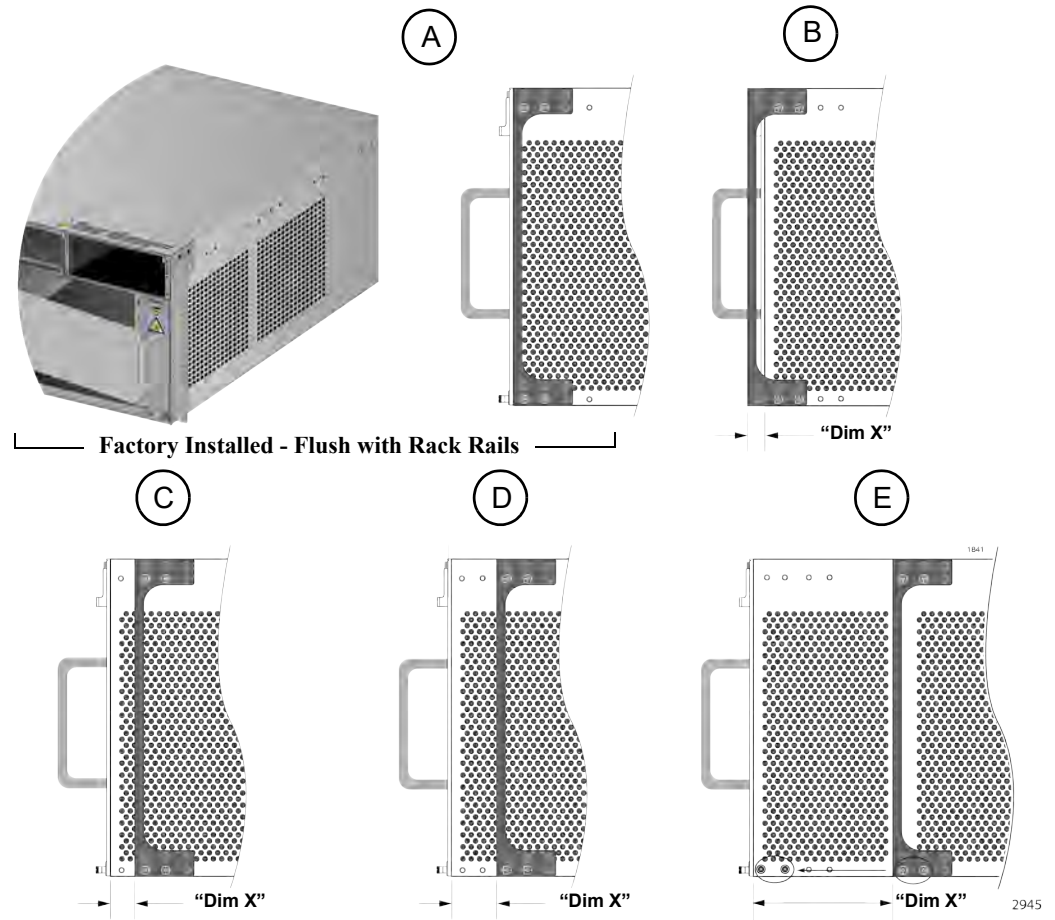 A
B
Factory Installed - Flush with Rack Rails
“Dim X”
C
D
E
1841
“Dim X”
“Dim X”
“Dim X”
2945